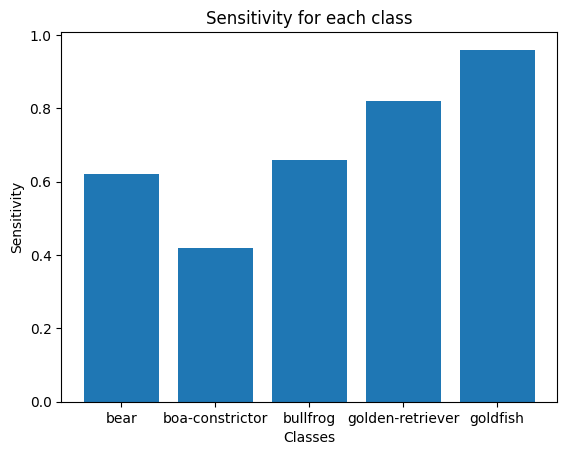 Sensitivity for each class
1.0
0.8
0.6
0.4
0.2
0.0
Sensitivity
bear boa-constrictor bullfrog golden-retriever goldfish
Classes